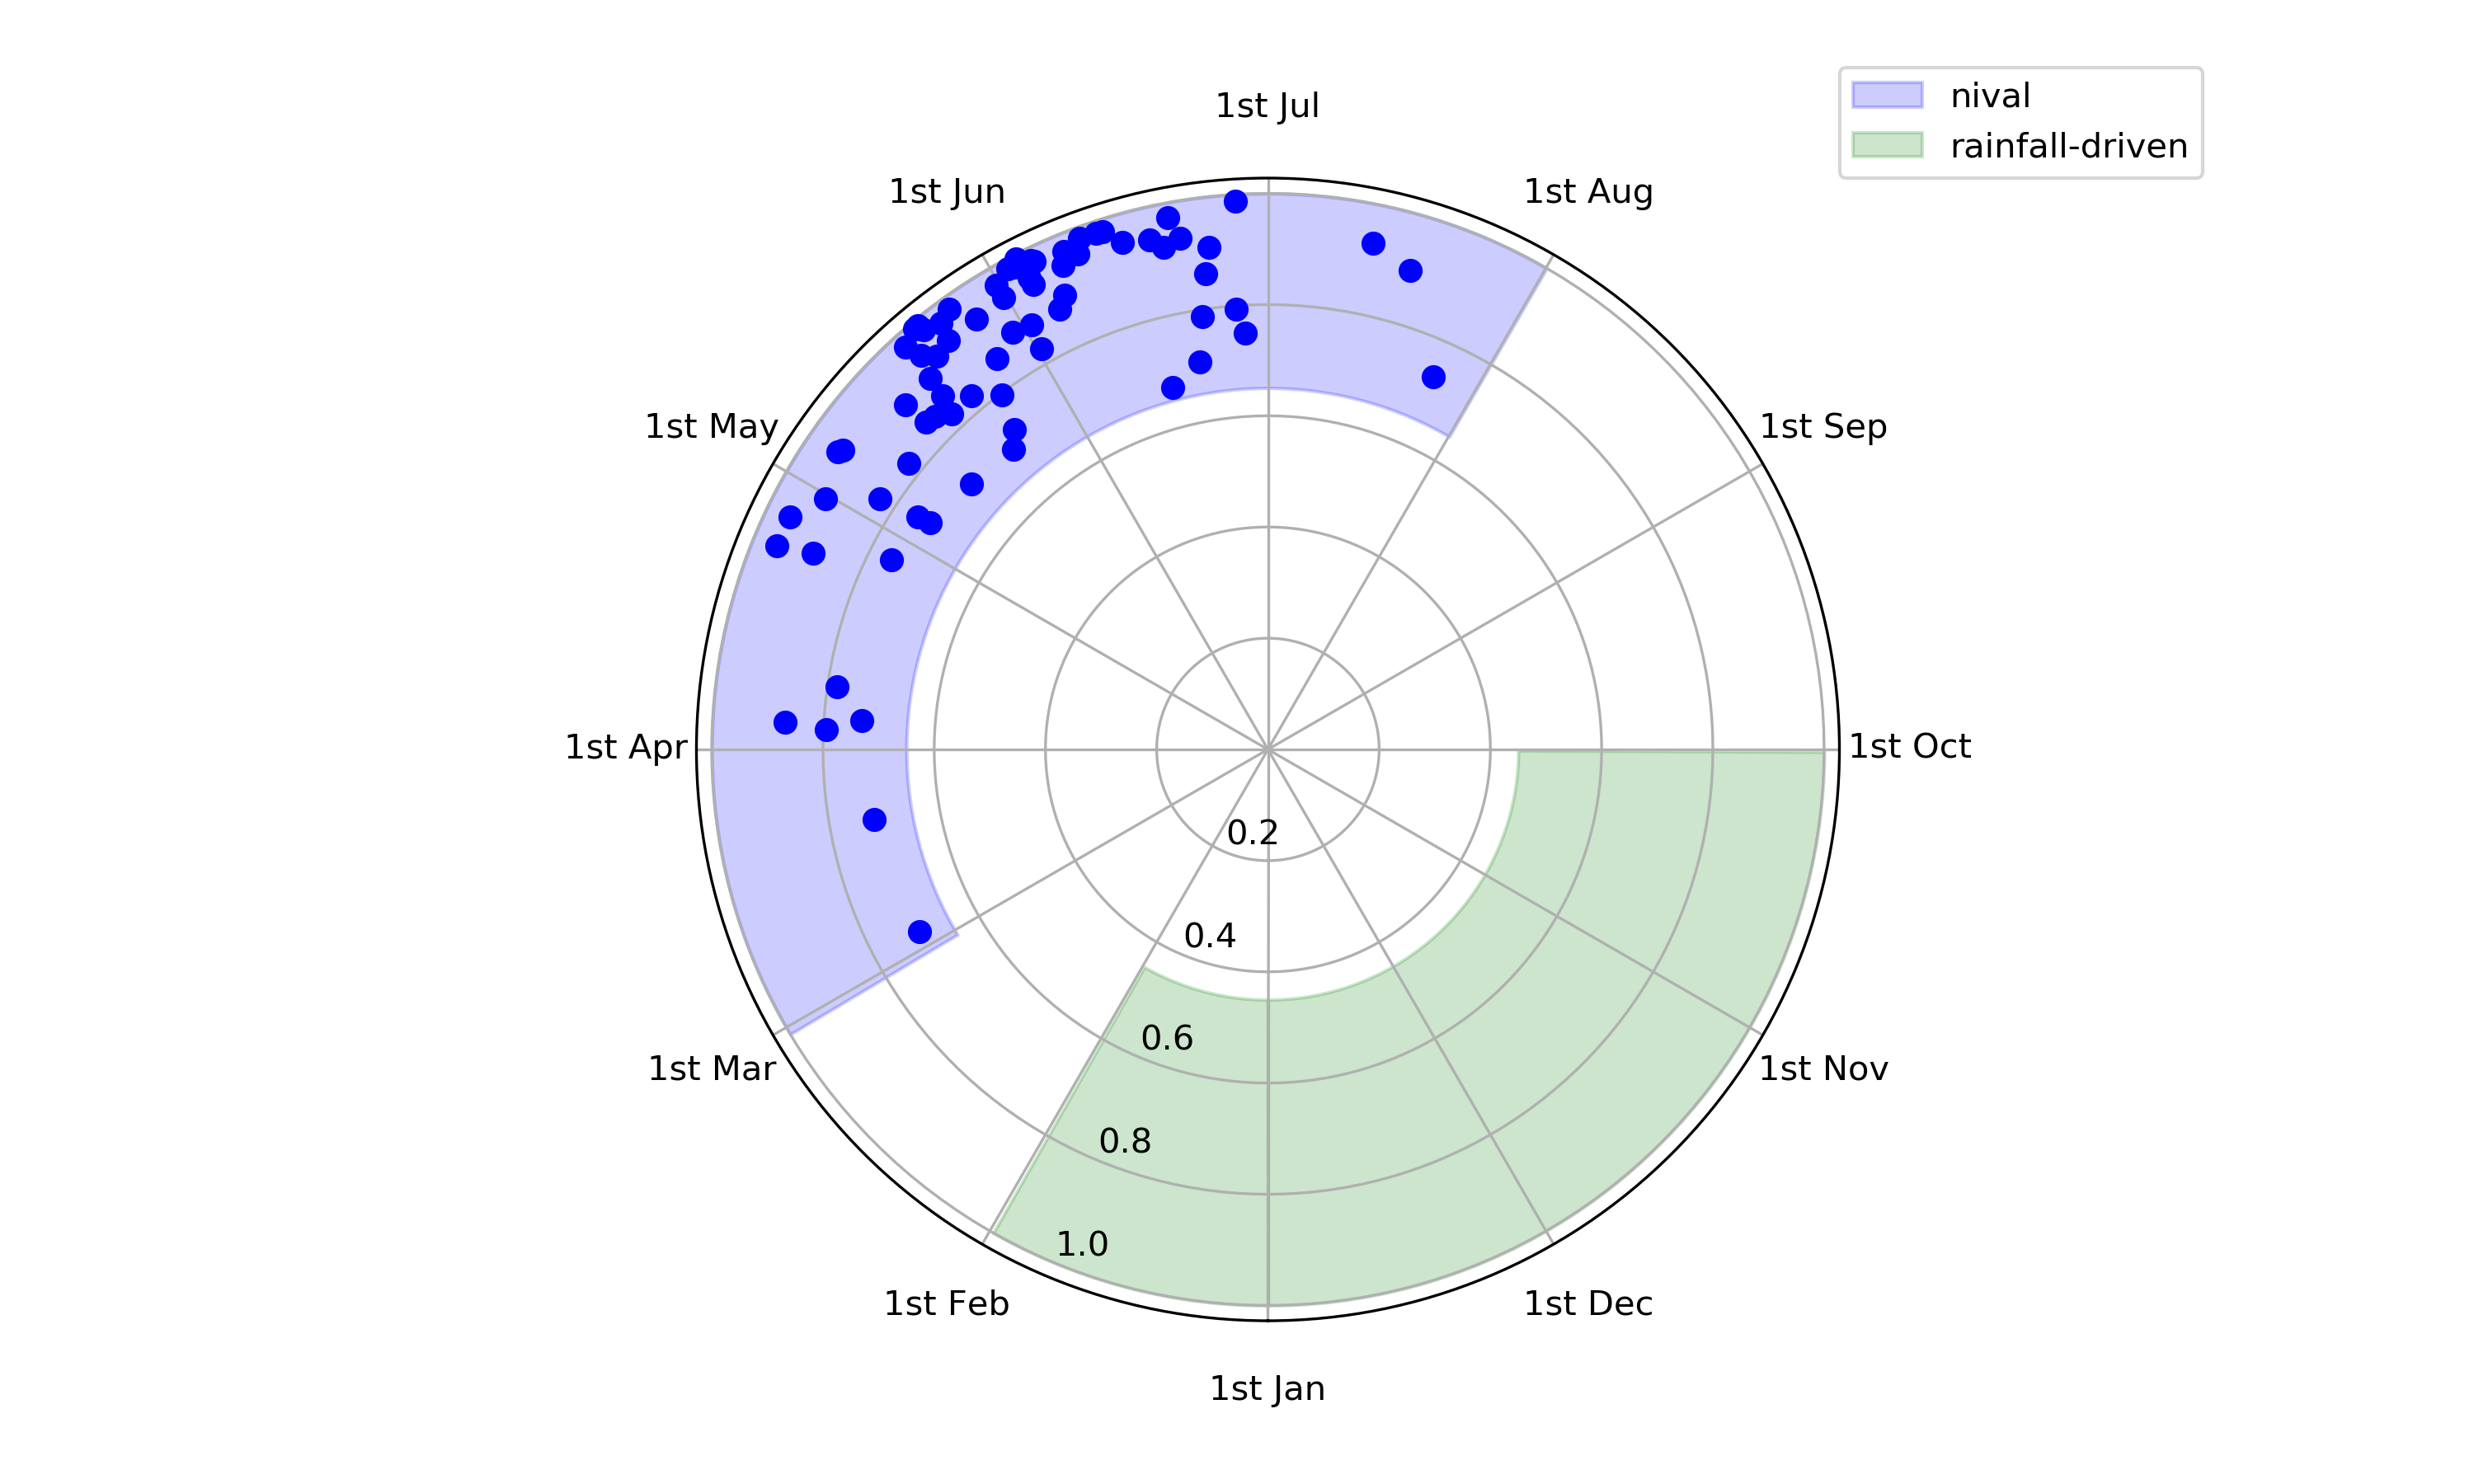 nival
rainfall-driven
1st Jul
1st Jun
1st Aug
1st May
1st Sep
1st Apr
1st Oct
0.2
0.4
0.6
1st Mar
1st Nov
0.8
1.0
1st Feb
1st Dec
1st Jan